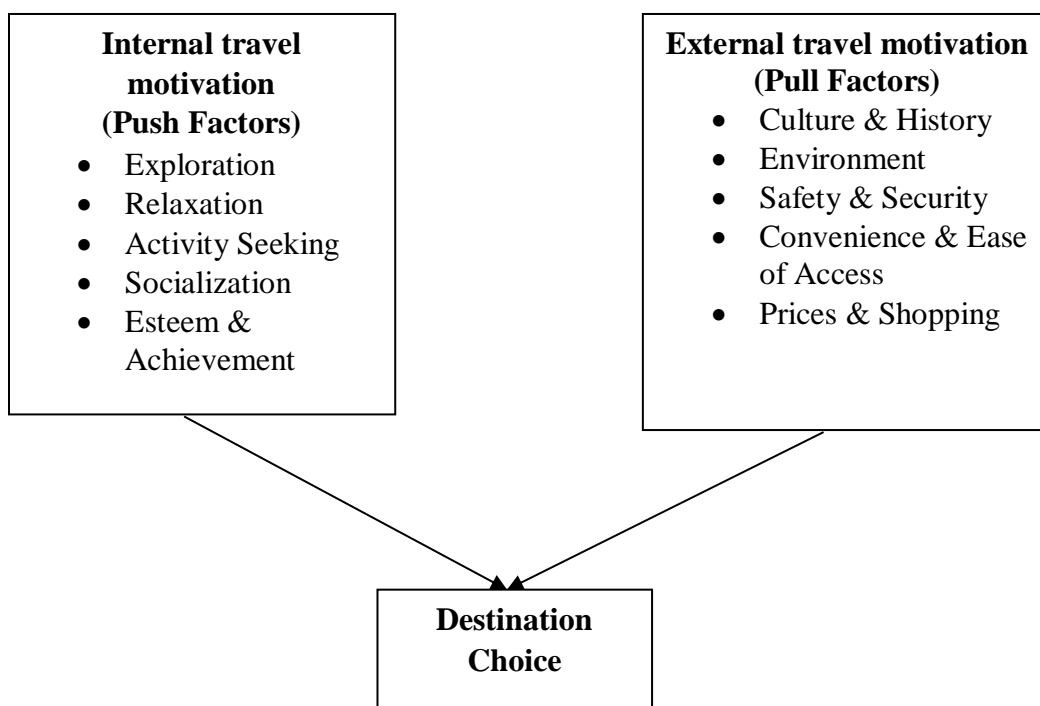 Internal travel
motivation
(Push Factors)
• Exploration
• Relaxation
• Activity Seeking
• Socialization
• Esteem &
Achievement
External travel motivation
(Pull Factors)
• Culture & History
• Environment
• Safety & Security
• Convenience & Ease
of Access
• Prices & Shopping
Destination
Choice